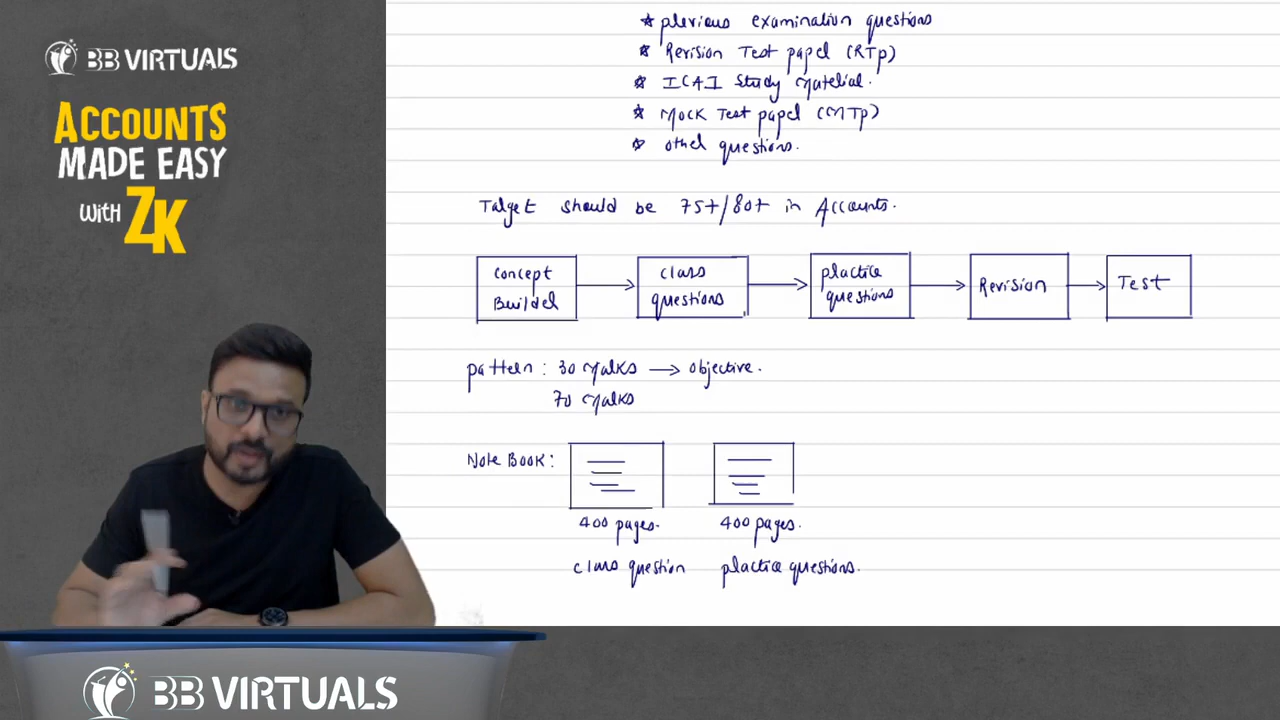 BB VIRTUALS
ACCOUNTS
MADE EASY
with ZK
* previous examination questions
* Revision Test paper (RTP)
* ICAI Study Material.
* Mock Test paper (MTP)
* other questions.
Target should be 75+/80+ in Accounts.
Concept Builder → class questions → practice questions → Revision → Test
pattern : 30 Marks → objective.
70 Marks
Note Book :
400 pages. 400 pages.
class question practice questions.
BB VIRTUALS